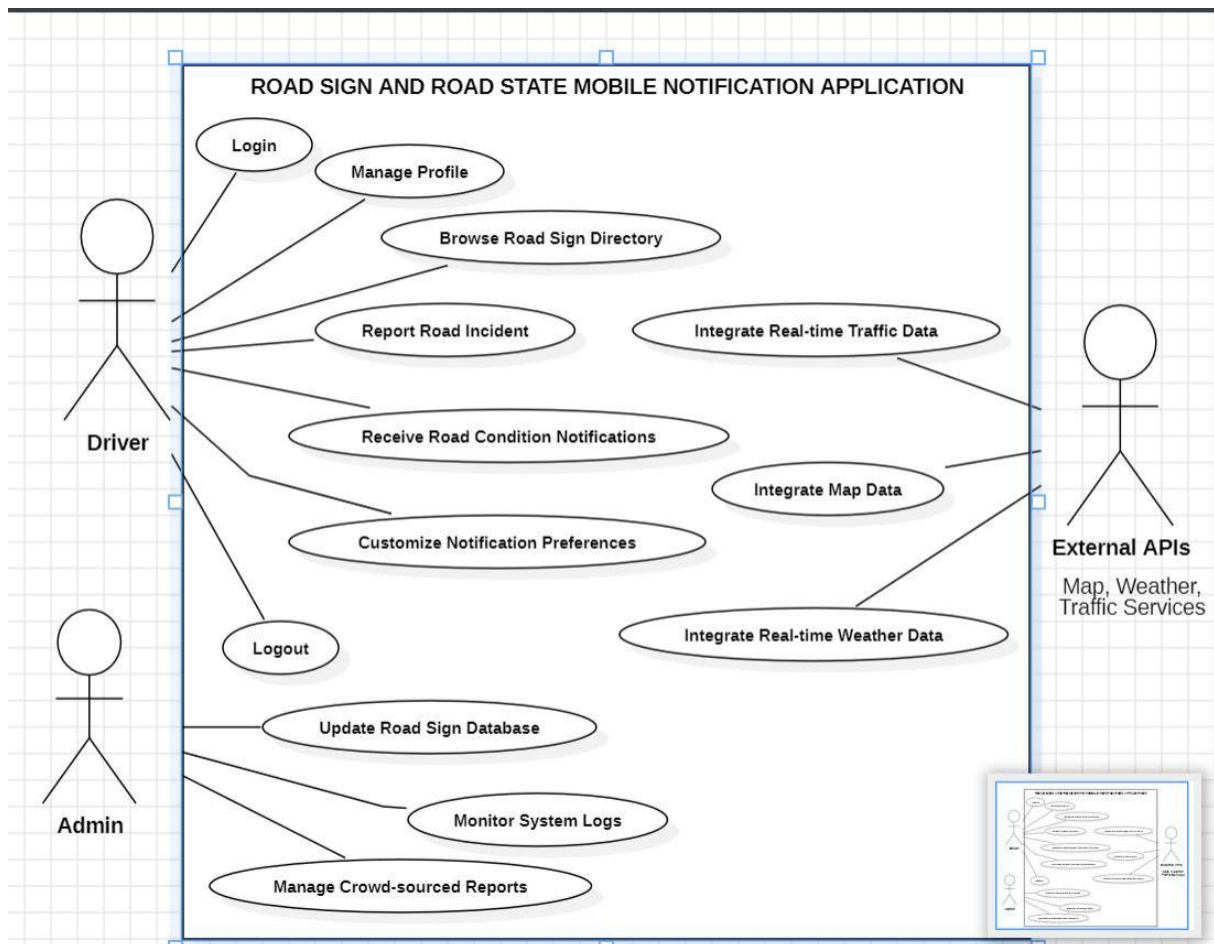 ROAD SIGN AND ROAD STATE MOBILE NOTIFICATION APPLICATION
Login
Manage Profile
Browse Road Sign Directory
Report Road Incident
Integrate Real-time Traffic Data
Driver
Receive Road Condition Notifications
Integrate Map Data
Customize Notification Preferences
External APIs
Map, Weather,
Traffic Services
Logout
Integrate Real-time Weather Data
Update Road Sign Database
Admin
Monitor System Logs
Manage Crowd-sourced Reports